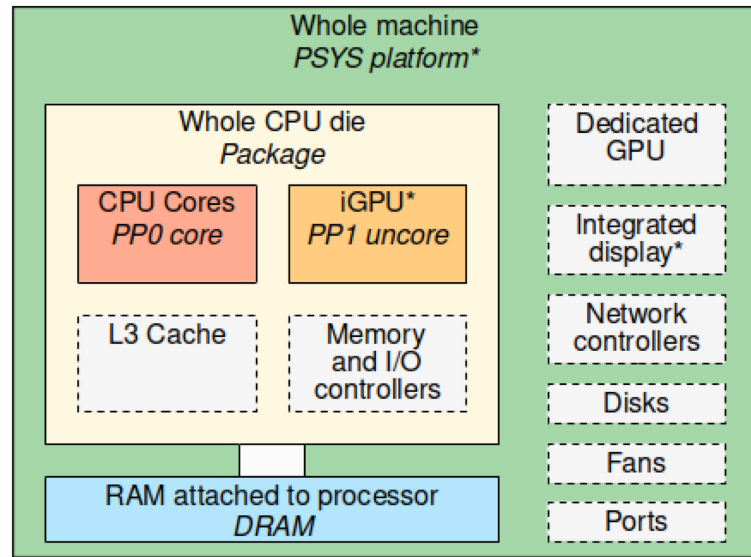 Whole machine
PSYS platform*
Whole CPU die
Package
CPU Cores
PP0 core
iGPU*
PP1 uncore
L3 Cache
Memory
and I/O
controllers
RAM attached to processor
DRAM
Dedicated
GPU
Integrated
display*
Network
controllers
Disks
Fans
Ports